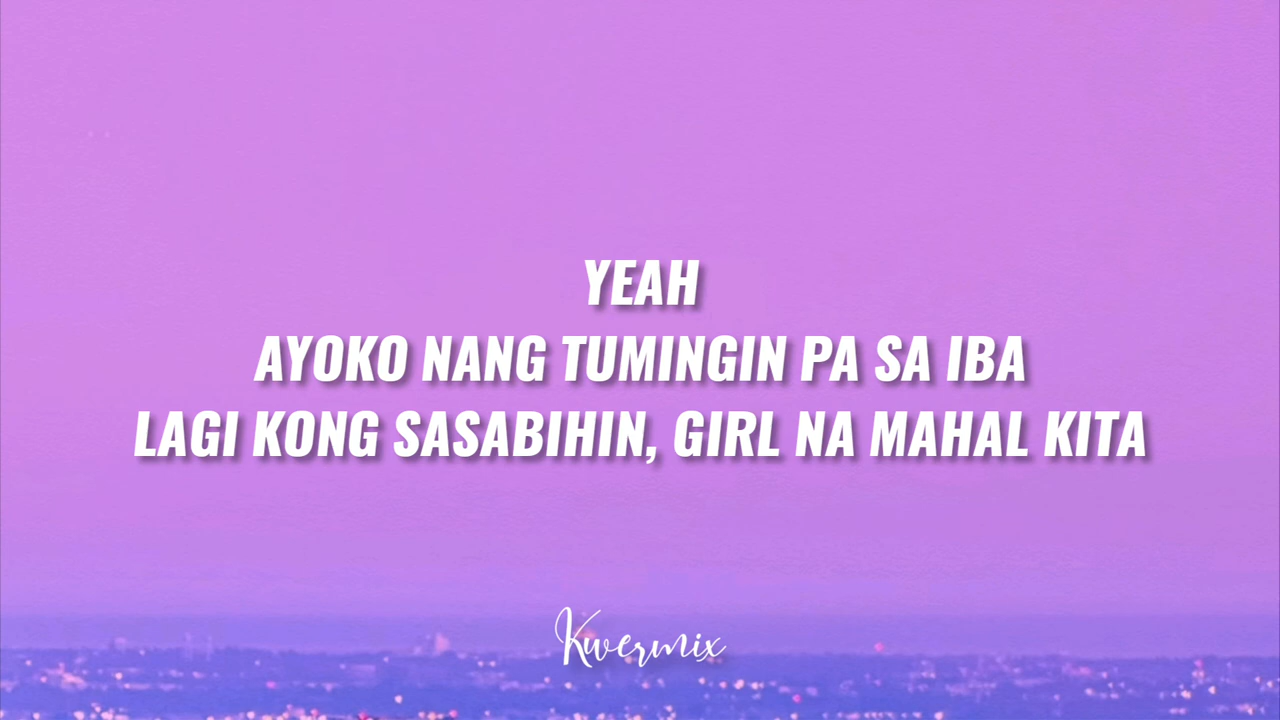 YEAH
AYOKO NANG TUMINGIN PA SA IBA
LAGI KONG SASABIHIN, GIRL NA MAHAL KITA
Kwermix